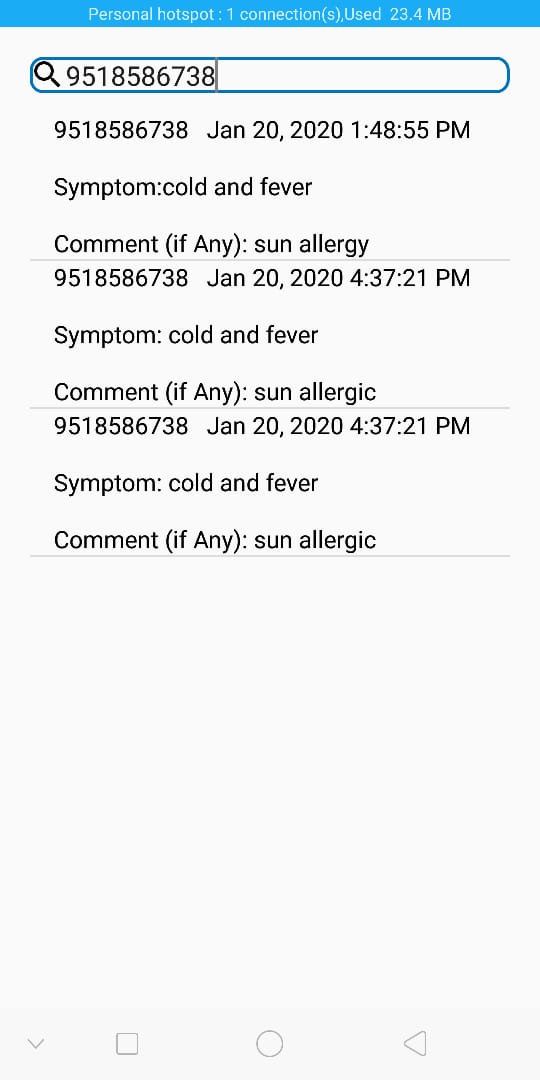 Personal hotspot : 1 connection(s),Used 23.4 MB
9518586738
9518586738 Jan 20, 2020 1:48:55 PM
Symptom:cold and fever
Comment (if Any): sun allergy
9518586738 Jan 20, 2020 4:37:21 PM
Symptom: cold and fever
Comment (if Any): sun allergic
9518586738 Jan 20, 2020 4:37:21 PM
Symptom: cold and fever
Comment (if Any): sun allergic